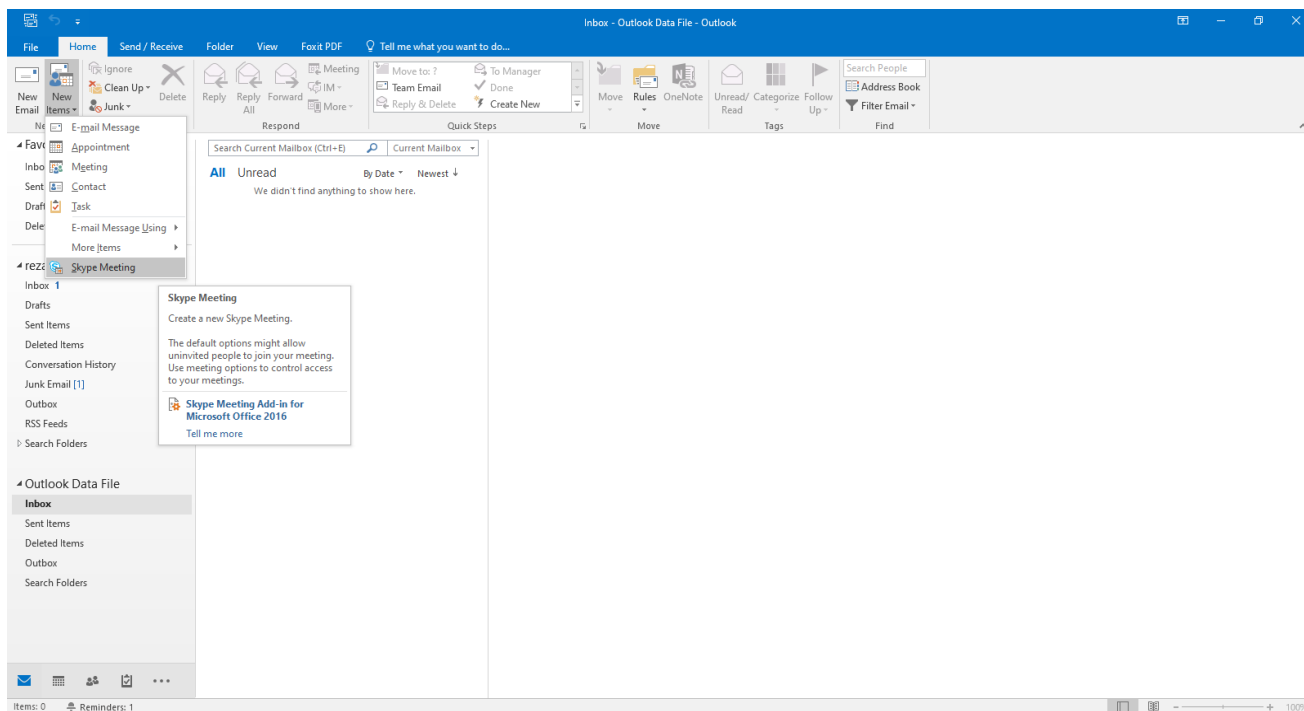 Inbox - Outlook Data File - Outlook
File Home Send / Receive Folder View Foxit PDF Tell me what you want to do...
New Email
New Items
Ignore
Clean Up
Junk
Delete
Reply
Reply All
Forward
Meeting
IM
More
Respond
Move to: ?
Team Email
Reply & Delete
To Manager
Done
Create New
Quick Steps
Move
Rules
OneNote
Move
Unread/ Read
Categorize
Follow Up
Tags
Search People
Address Book
Filter Email
Find
E-mail Message
Appointment
Meeting
Contact
Task
E-mail Message Using
More Items
Skype Meeting
Skype Meeting
Create a new Skype Meeting.
The default options might allow
uninvited people to join your meeting.
Use meeting options to control access
to your meetings.
Skype Meeting Add-in for
Microsoft Office 2016
Tell me more
Inbox 1
Drafts
Sent Items
Deleted Items
Conversation History
Junk Email [1]
Outbox
RSS Feeds
Search Folders
Outlook Data File
Inbox
Sent Items
Deleted Items
Outbox
Search Folders
Search Current Mailbox (Ctrl+E) Current Mailbox
All Unread By Date Newest
We didn't find anything to show here.
Items: 0 Reminders: 1
100%